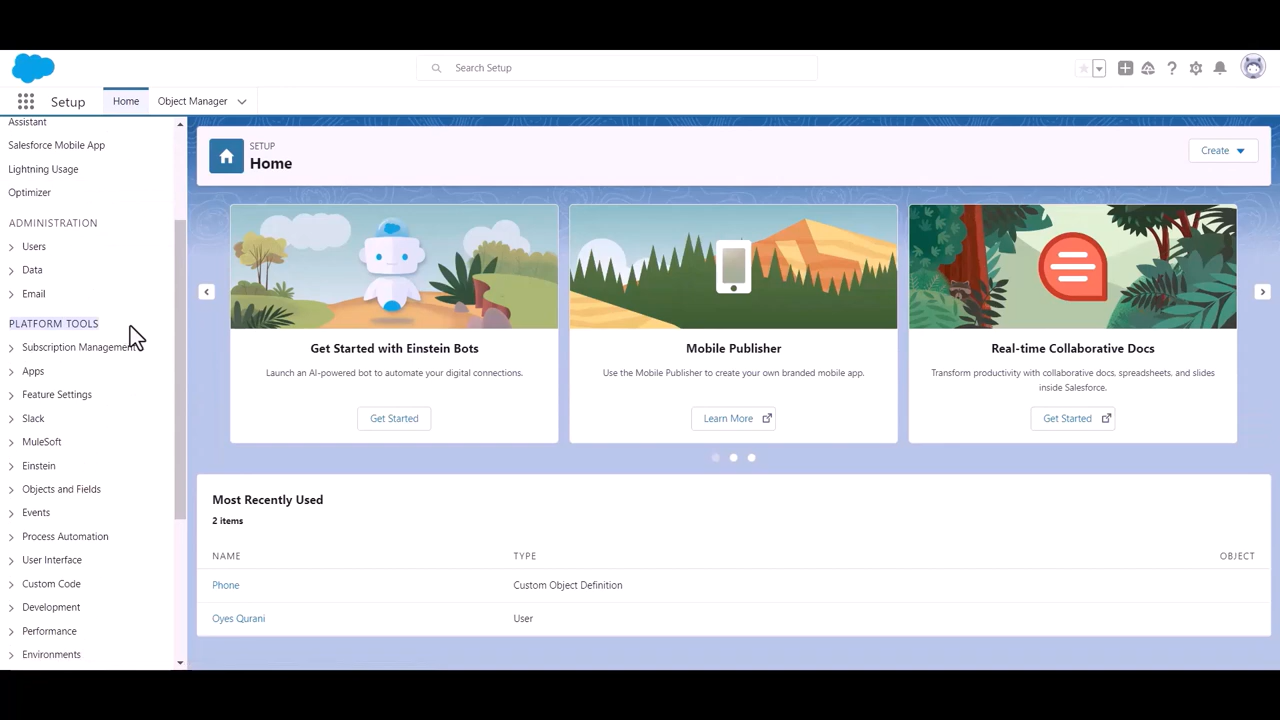 Search Setup
Setup
Home
Object Manager
Assistant
Salesforce Mobile App
Lightning Usage
Optimizer
ADMINISTRATION
Users
Data
Email
PLATFORM TOOLS
Subscription Management
Apps
Feature Settings
Slack
MuleSoft
Einstein
Objects and Fields
Events
Process Automation
User Interface
Custom Code
Development
Performance
Environments
SETUP
Home
Create
Get Started with Einstein Bots
Launch an AI-powered bot to automate your digital connections.
Get Started
Mobile Publisher
Use the Mobile Publisher to create your own branded mobile app.
Learn More
Real-time Collaborative Docs
Transform productivity with collaborative docs, spreadsheets, and slides
inside Salesforce.
Get Started
Most Recently Used
2 items
NAME TYPE OBJECT
Phone Custom Object Definition
Oyes Qurani User